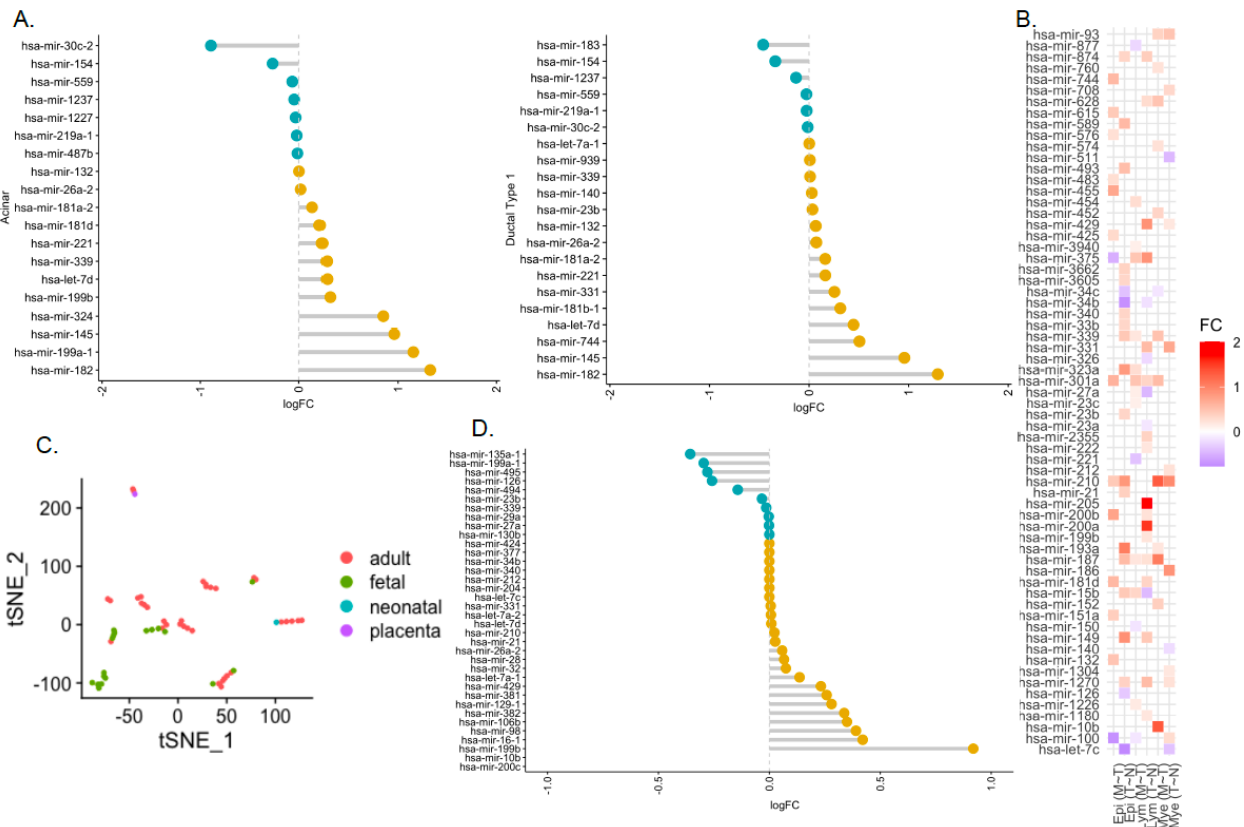 A.
hsa-mir-30c-2
hsa-mir-154
hsa-mir-559
hsa-mir-1237
hsa-mir-1227
hsa-mir-219a-1
hsa-mir-487b
hsa-mir-132
hsa-mir-26a-2
hsa-mir-181a-2
hsa-mir-181d
hsa-mir-221
hsa-mir-339
hsa-let-7d
hsa-mir-199b
hsa-mir-324
hsa-mir-145
hsa-mir-199a-1
hsa-mir-182
Acinar
-2 -1 0 1 2
logFC
hsa-mir-183
hsa-mir-154
hsa-mir-1237
hsa-mir-559
hsa-mir-219a-1
hsa-mir-30c-2
hsa-let-7a-1
hsa-mir-939
hsa-mir-339
hsa-mir-140
hsa-mir-23b
hsa-mir-132
hsa-mir-26a-2
hsa-mir-181a-2
hsa-mir-221
hsa-mir-331
hsa-mir-181b-1
hsa-let-7d
hsa-mir-744
hsa-mir-145
hsa-mir-182
Ductal Type 1
-2 -1 0 1 2
logFC
B.
hsa-mir-93
hsa-mir-877
hsa-mir-874
hsa-mir-760
hsa-mir-744
hsa-mir-708
hsa-mir-628
hsa-mir-615
hsa-mir-589
hsa-mir-576
hsa-mir-574
hsa-mir-511
hsa-mir-493
hsa-mir-483
hsa-mir-455
hsa-mir-454
hsa-mir-452
hsa-mir-429
hsa-mir-425
hsa-mir-3940
hsa-mir-375
hsa-mir-3662
hsa-mir-3605
hsa-mir-34c
hsa-mir-34b
hsa-mir-340
hsa-mir-33b
hsa-mir-339
hsa-mir-331
hsa-mir-326
hsa-mir-323a
hsa-mir-301a
hsa-mir-27a
hsa-mir-23c
hsa-mir-23b
hsa-mir-23a
hsa-mir-2355
hsa-mir-222
hsa-mir-221
hsa-mir-212
hsa-mir-210
hsa-mir-21
hsa-mir-205
hsa-mir-200b
hsa-mir-200a
hsa-mir-199b
hsa-mir-193a
hsa-mir-187
hsa-mir-186
hsa-mir-181d
hsa-mir-15b
hsa-mir-152
hsa-mir-151a
hsa-mir-150
hsa-mir-149
hsa-mir-140
hsa-mir-132
hsa-mir-1304
hsa-mir-1270
hsa-mir-126
hsa-mir-1226
hsa-mir-1180
hsa-mir-10b
hsa-mir-100
hsa-let-7c
Epi (M~T)
Epi (T~N)
Lym (M~T)
Lym (T~N)
Mye (M~T)
Mye (T~N)
FC
2
1
0
C.
200
100
0
-100
tSNE_2
-50 0 50 100
tSNE_1
adult
fetal
neonatal
placenta
D.
hsa-mir-135a-1
hsa-mir-199a-1
hsa-mir-495
hsa-mir-126
hsa-mir-494
hsa-mir-23b
hsa-mir-339
hsa-mir-29a
hsa-mir-27a
hsa-mir-130b
hsa-mir-424
hsa-mir-377
hsa-mir-34b
hsa-mir-340
hsa-mir-212
hsa-mir-204
hsa-let-7c
hsa-mir-331
hsa-let-7a-2
hsa-let-7d
hsa-mir-210
hsa-mir-21
hsa-mir-26a-2
hsa-mir-28
hsa-mir-32
hsa-let-7a-1
hsa-mir-429
hsa-mir-381
hsa-mir-129-1
hsa-mir-382
hsa-mir-106b
hsa-mir-98
hsa-mir-16-1
hsa-mir-199b
hsa-mir-10b
hsa-mir-200c
-1.0 -0.5 0.0 0.5 1.0
logFC